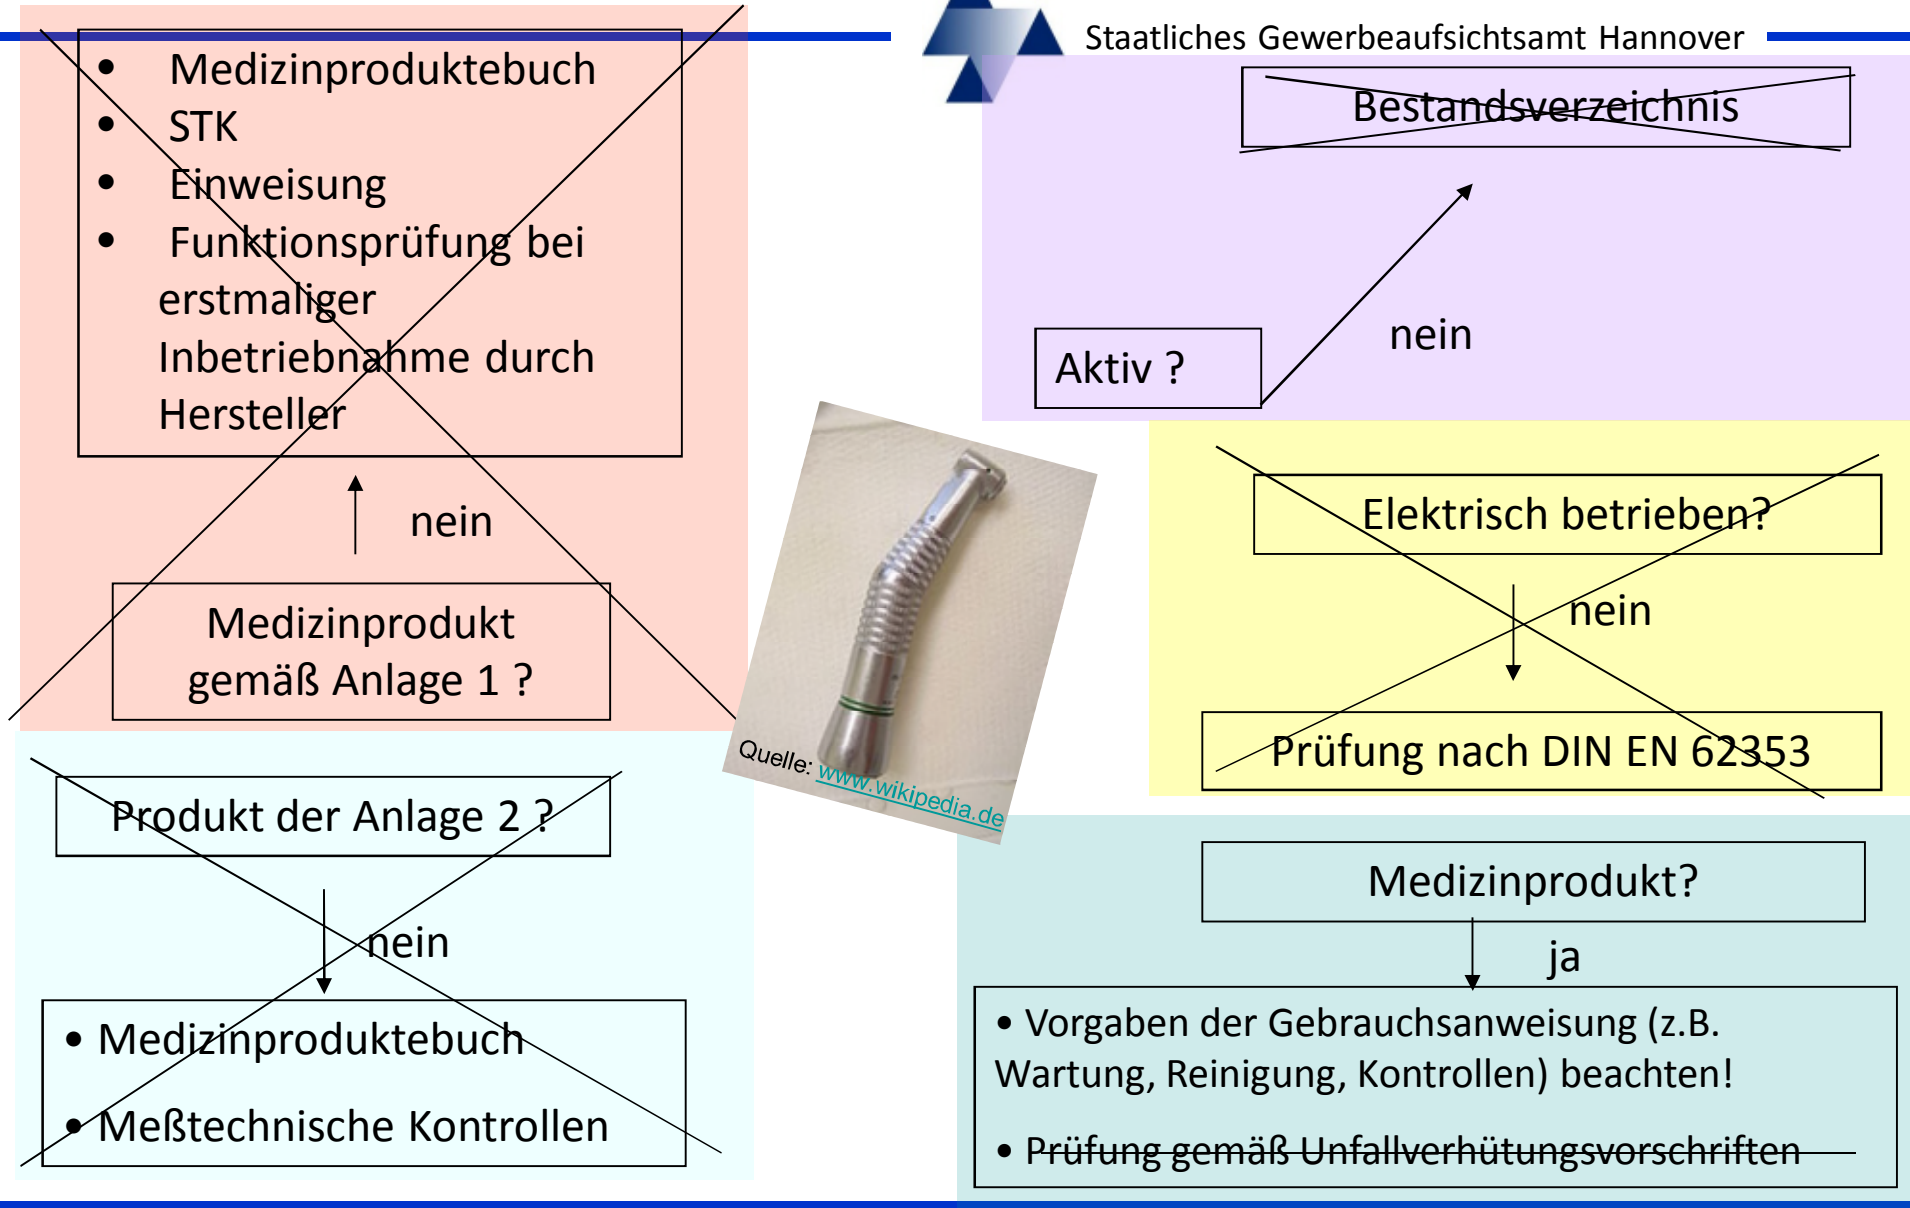 Staatliches Gewerbeaufsichtsamt Hannover
• Medizinproduktebuch
• STK
• Einweisung
• Funktionsprüfung bei
erstmaliger
Inbetriebnahme durch
Hersteller
nein
Medizinprodukt
gemäß Anlage 1 ?
Produkt der Anlage 2 ?
nein
• Medizinproduktebuch
• Meßtechnische Kontrollen
Quelle: www.wikipedia.de
Bestandsverzeichnis
nein
Aktiv ?
Elektrisch betrieben?
nein
Prüfung nach DIN EN 62353
Medizinprodukt?
ja
• Vorgaben der Gebrauchsanweisung (z.B.
Wartung, Reinigung, Kontrollen) beachten!
• Prüfung gemäß Unfallverhütungsvorschriften